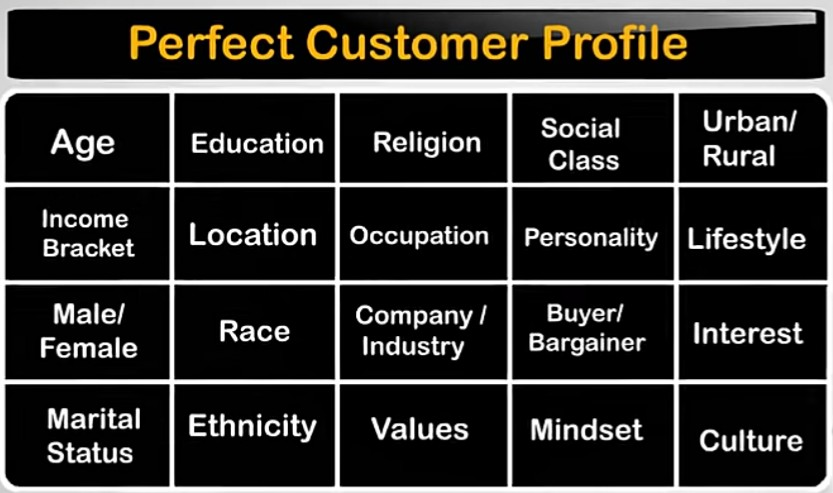 Perfect Customer Profile
Age
Education
Religion
Social
Class
Urban/
Rural
Income
Bracket
Location
Occupation
Personality
Lifestyle
Male/
Female
Race
Company /
Industry
Buyer/
Bargainer
Interest
Marital
Status
Ethnicity
Values
Mindset
Culture